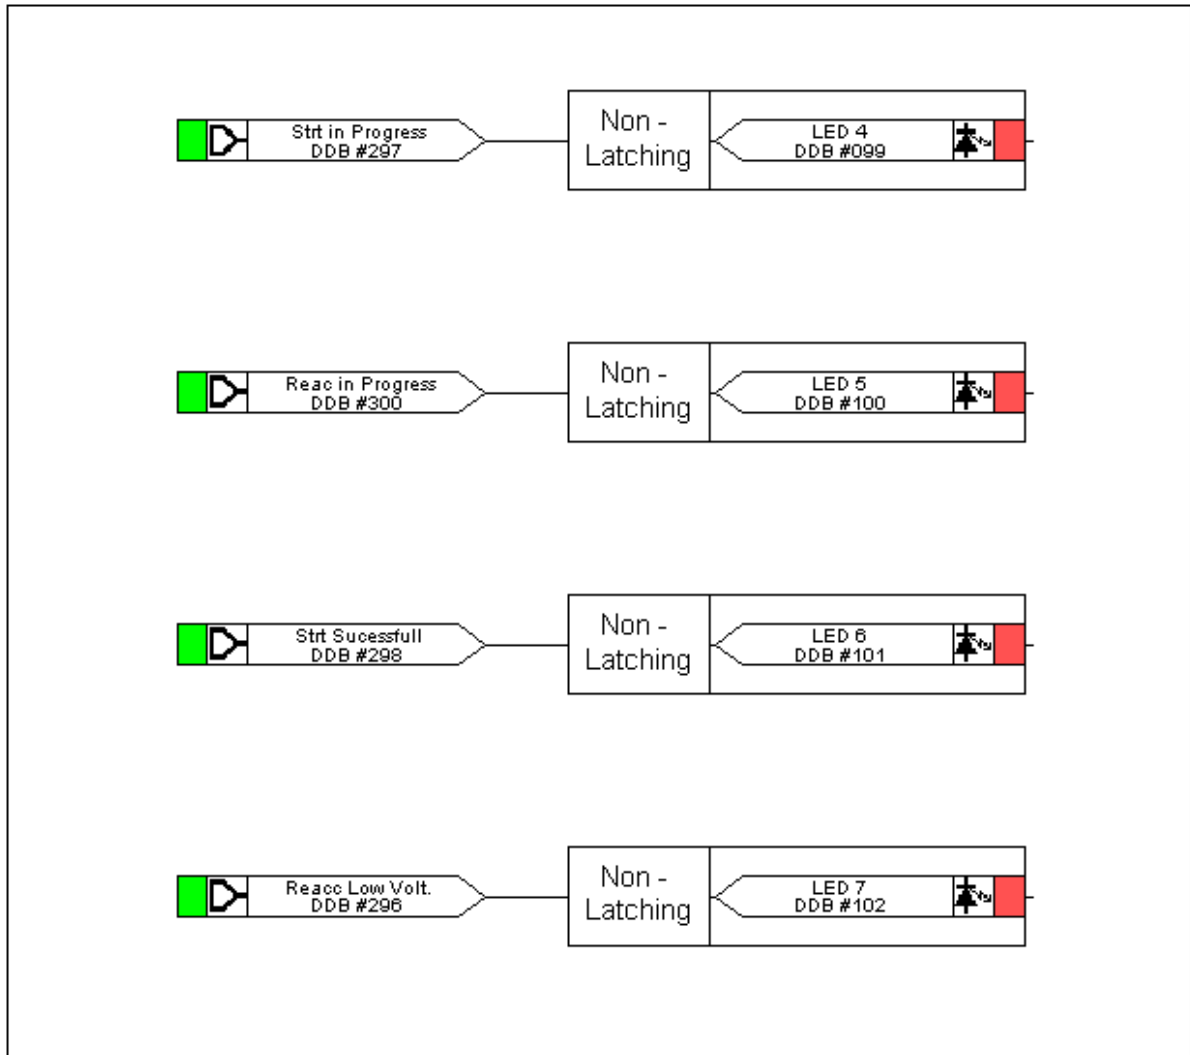 Strt in Progress
DDB #297
Non -
Latching
LED 4
DDB #099
Reac in Progress
DDB #300
Non -
Latching
LED 5
DDB #100
Strt Sucessfull
DDB #298
Non -
Latching
LED 6
DDB #101
Reacc Low Volt.
DDB #296
Non -
Latching
LED 7
DDB #102